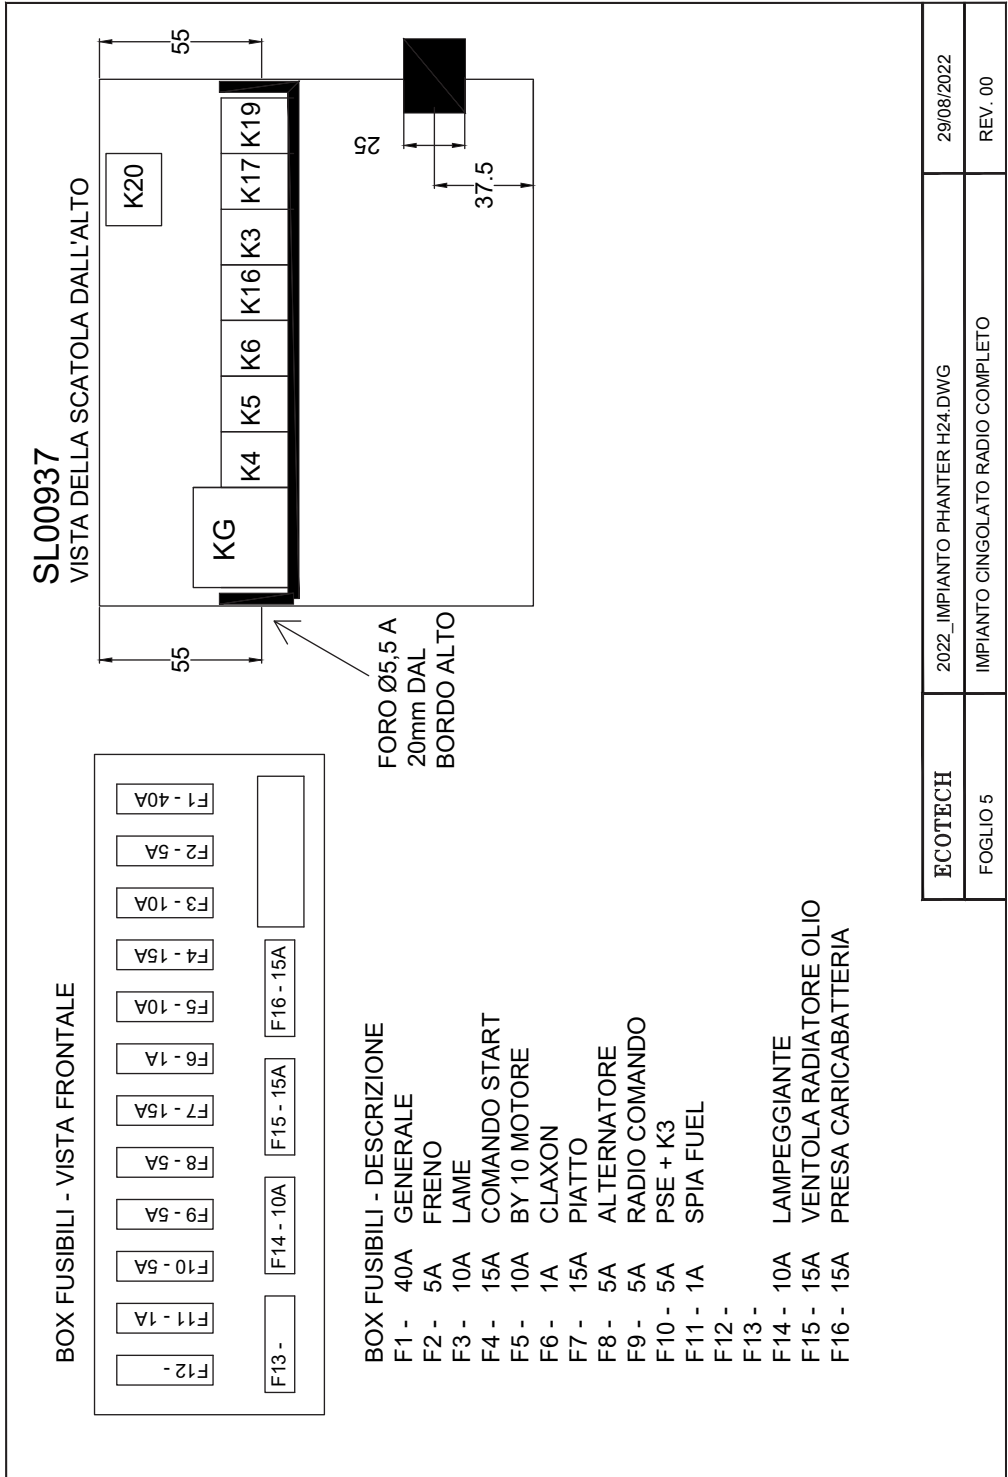 BOX FUSIBILI - VISTA FRONTALE
F12 -
F11 - 1A
F10 - 5A
F9 - 5A
F8 - 5A
F7 - 15A
F6 - 1A
F5 - 10A
F4 - 15A
F3 - 10A
F2 - 5A
F1 - 40A
F13 -
F14 - 10A
F15 - 15A
F16 - 15A
BOX FUSIBILI - DESCRIZIONE
F1 - 40A GENERALE
F2 - 5A FRENO
F3 - 10A LAME
F4 - 15A COMANDO START
F5 - 10A BY 10 MOTORE
F6 - 1A CLAXON
F7 - 15A PIATTO
F8 - 5A ALTERNATORE
F9 - 5A RADIO COMANDO
F10 - 5A PSE + K3
F11 - 1A SPIA FUEL
F12 -
F13 -
F14 - 10A LAMPEGGIANTE
F15 - 15A VENTOLA RADIATORE OLIO
F16 - 15A PRESA CARICABATTERIA
SL00937
VISTA DELLA SCATOLA DALL'ALTO
55
K20
55
KG
K4
K5
K6
K16
K3
K17
K19
25
37.5
FORO Ø5,5 A
20mm DAL
BORDO ALTO
ECOTECH
2022_IMPIANTO PHANTER H24.DWG
29/08/2022
FOGLIO 5
IMPIANTO CINGOLATO RADIO COMPLETO
REV. 00